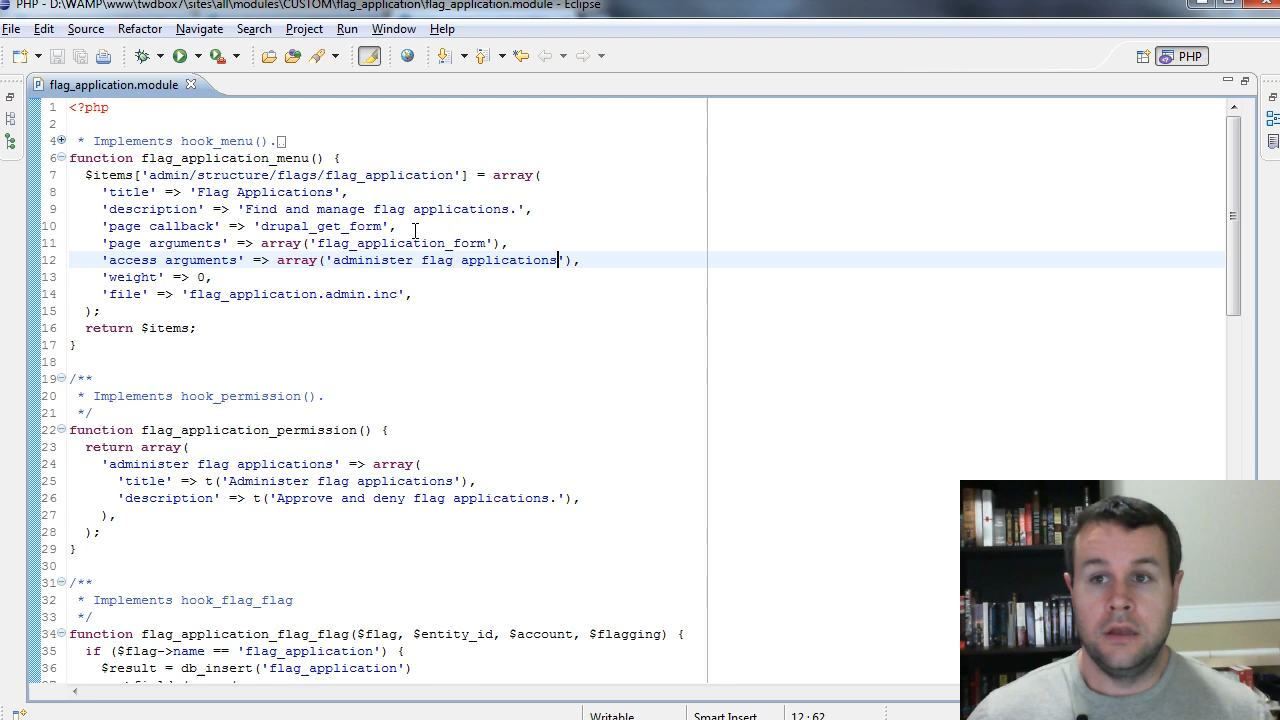 PHP - D:\WAMP\www\twdbox7\sites\all\modules\CUSTOM\flag_application\flag_application.module - Eclipse
File Edit Source Refactor Navigate Search Project Run Window Help
PHP
flag_application.module
1 <?php
2
4 * Implements hook_menu().
6 function flag_application_menu() {
7 $items['admin/structure/flags/flag_application'] = array(
8 'title' => 'Flag Applications',
9 'description' => 'Find and manage flag applications.',
10 'page callback' => 'drupal_get_form',
11 'page arguments' => array('flag_application_form'),
12 'access arguments' => array('administer flag applications'),
13 'weight' => 0,
14 'file' => 'flag_application.admin.inc',
15 );
16 return $items;
17 }
18
19 /**
20 * Implements hook_permission().
21 */
22 function flag_application_permission() {
23 return array(
24 'administer flag applications' => array(
25 'title' => t('Administer flag applications'),
26 'description' => t('Approve and deny flag applications.'),
27 ),
28 );
29 }
30
31 /**
32 * Implements hook_flag_flag
33 */
34 function flag_application_flag_flag($flag, $entity_id, $account, $flagging) {
35 if ($flag->name == 'flag_application') {
36 $result = db_insert('flag_application')
Writable Smart Insert 12:62